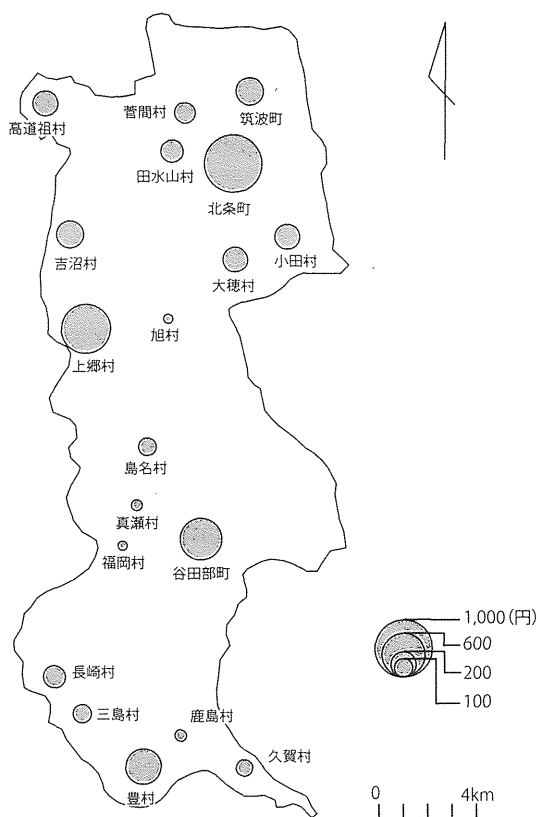 高道祖村
菅間村
筑波町
田水山村
北条町
吉沼村
大穂村
小田村
旭村
上郷村
島名村
真瀬村
福岡村
谷田部町
1,000(円)
600
200
100
長崎村
三島村
鹿島村
久賀村
豊村
0
4km